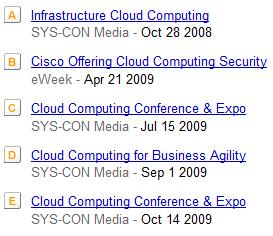 A Infrastructure Cloud Computing
SYS-CON Media - Oct 28 2008
B Cisco Offering Cloud Computing Security
eWeek - Apr 21 2009
C Cloud Computing Conference & Expo
SYS-CON Media - Jul 15 2009
D Cloud Computing for Business Agility
SYS-CON Media - Sep 1 2009
E Cloud Computing Conference & Expo
SYS-CON Media - Oct 14 2009